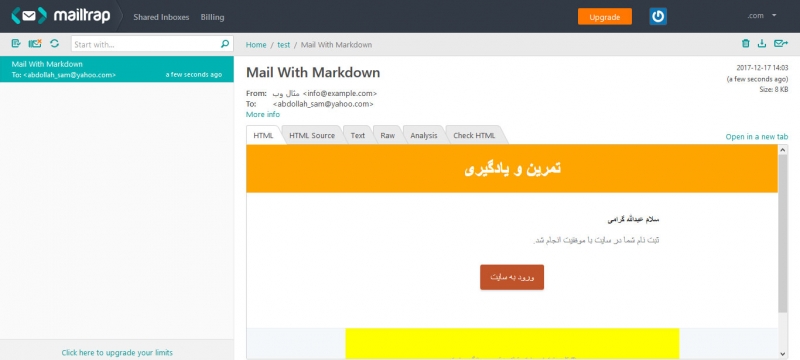 mailtrap
Shared Inboxes
Billing
Upgrade
.com
Start with...
Mail With Markdown
To: <abdollah_sam@yahoo.com>
a few seconds ago
Click here to upgrade your limits
Home / test / Mail With Markdown
Mail With Markdown
2017-12-17 14:03
(a few seconds ago)
Size: 8 KB
From: مثال وب <info@example.com>
To: <abdollah_sam@yahoo.com>
More info
HTML
HTML Source
Text
Raw
Analysis
Check HTML
Open in a new tab
تمرین و یادگیری
سلام عبدالله گرامی
ثبت نام شما در سایت با موفقیت انجام شد.
ورود به سایت